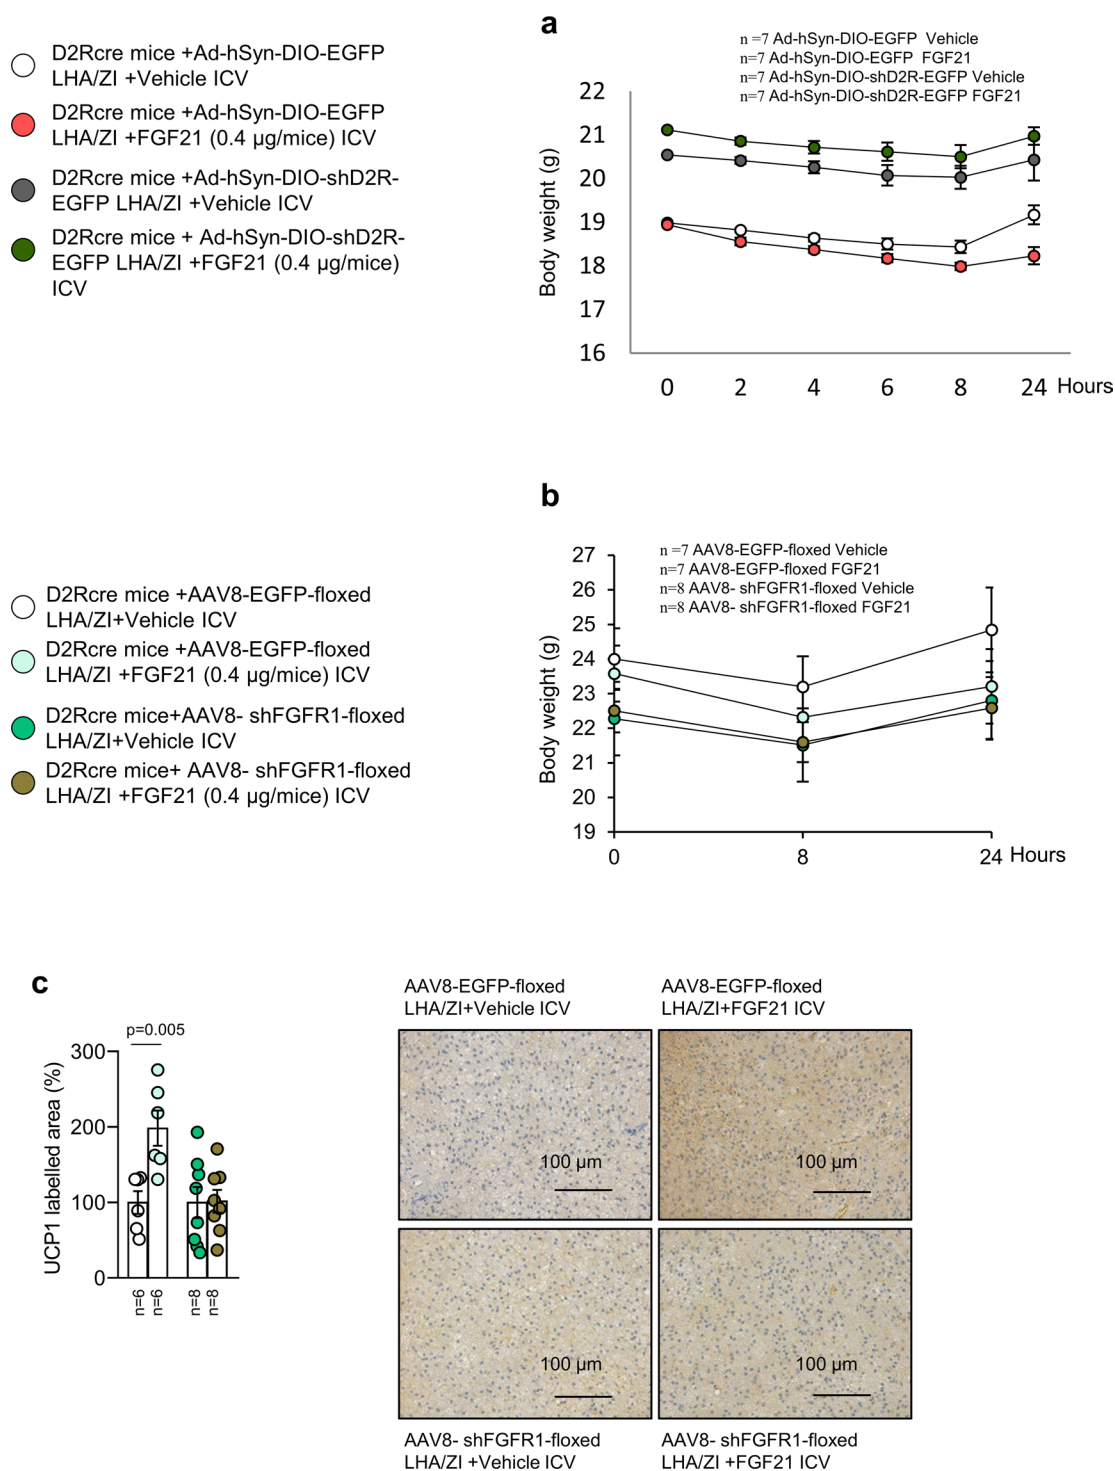 a
D2Rcre mice +Ad-hSyn-DIO-EGFP
LHA/ZI +Vehicle ICV
D2Rcre mice +Ad-hSyn-DIO-EGFP
LHA/ZI +FGF21 (0.4 µg/mice) ICV
D2Rcre mice +Ad-hSyn-DIO-shD2R-
EGFP LHA/ZI +Vehicle ICV
D2Rcre mice + Ad-hSyn-DIO-shD2R-
EGFP LHA/ZI +FGF21 (0.4 µg/mice)
ICV
n =7 Ad-hSyn-DIO-EGFP Vehicle
n=7 Ad-hSyn-DIO-EGFP FGF21
n=7 Ad-hSyn-DIO-shD2R-EGFP Vehicle
n=7 Ad-hSyn-DIO-shD2R-EGFP FGF21
Body weight (g)
22
21
20
19
18
17
16
0 2 4 6 8 24 Hours
b
D2Rcre mice +AAV8-EGFP-floxed
LHA/ZI+Vehicle ICV
D2Rcre mice +AAV8-EGFP-floxed
LHA/ZI +FGF21 (0.4 µg/mice) ICV
D2Rcre mice+AAV8- shFGFR1-floxed
LHA/ZI+Vehicle ICV
D2Rcre mice+ AAV8- shFGFR1-floxed
LHA/ZI +FGF21 (0.4 µg/mice) ICV
n =7 AAV8-EGFP-floxed Vehicle
n=7 AAV8-EGFP-floxed FGF21
n=8 AAV8- shFGFR1-floxed Vehicle
n=8 AAV8- shFGFR1-floxed FGF21
Body weight (g)
27
26
25
24
23
22
21
20
19
0 8 24 Hours
c
p=0.005
UCP1 labelled area (%)
300
200
100
0
n=6
n=6
n=8
n=8
AAV8-EGFP-floxed
LHA/ZI+Vehicle ICV
AAV8-EGFP-floxed
LHA/ZI+FGF21 ICV
100 µm
100 µm
100 µm
100 µm
AAV8- shFGFR1-floxed
LHA/ZI +Vehicle ICV
AAV8- shFGFR1-floxed
LHA/ZI +FGF21 ICV